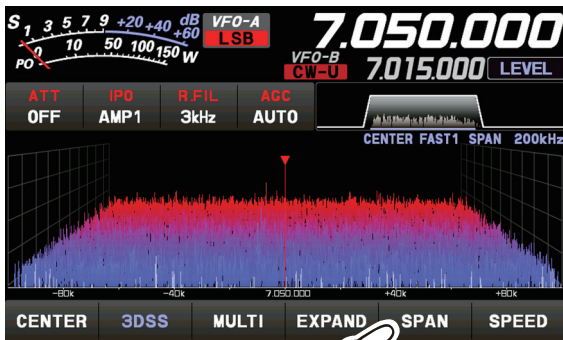 S 1 3 5 7 9 +20 +40 +60 dB
PO 0 10 50 100 150 W
VFO-A
LSB
7.050.000
VFO-B
CW-U
7.015.000
LEVEL
ATT IPO R.FIL AGC
OFF AMP1 3kHz AUTO
CENTER FAST1 SPAN 200kHz
-80k -40k 7.050.000 +40k +80k
CENTER 3DSS MULTI EXPAND SPAN SPEED